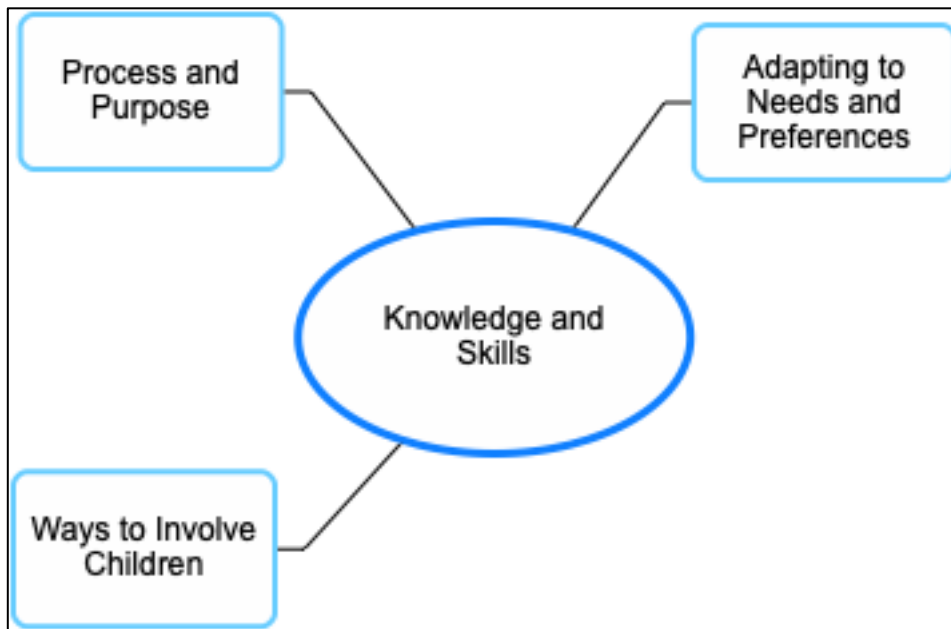 Process and
Purpose
Adapting to
Needs and
Preferences
Knowledge and
Skills
Ways to Involve
Children